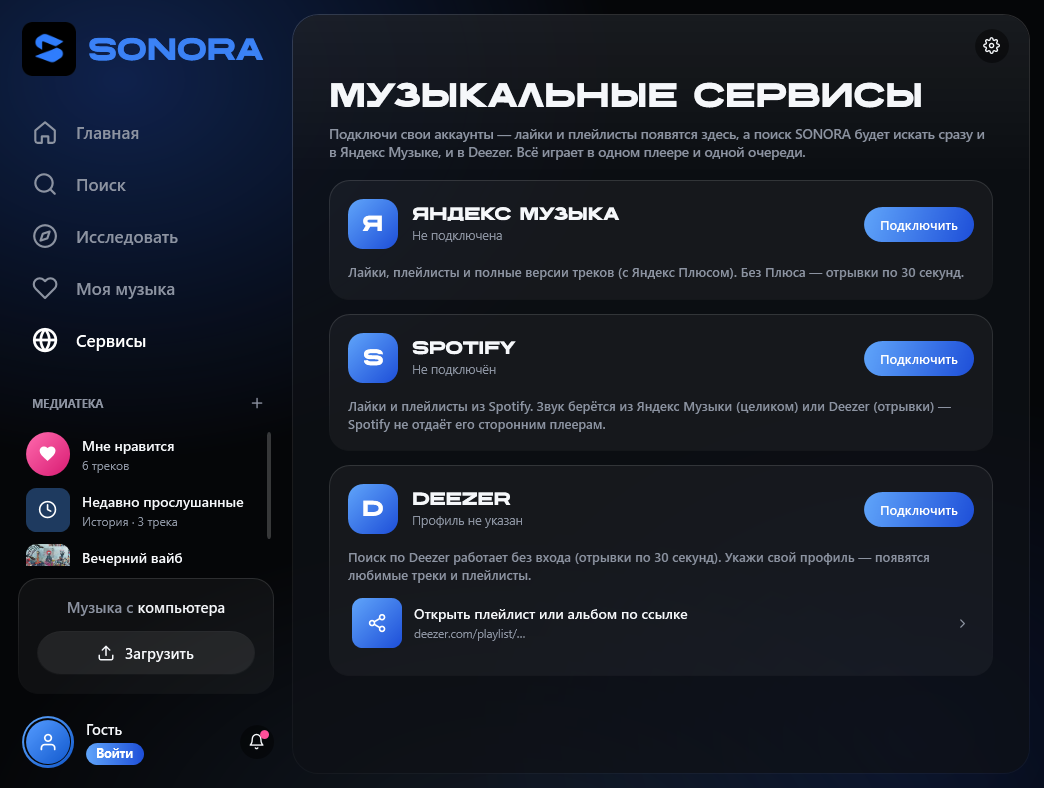 SONORA
Главная
Поиск
Исследовать
Моя музыка
Сервисы
МЕДИАТЕКА
Мне нравится
6 треков
Недавно прослушанные
История · 3 трека
Вечерний вайб
Музыка с компьютера
Загрузить
Гость
Войти
МУЗЫКАЛЬНЫЕ СЕРВИСЫ
Подключи свои аккаунты — лайки и плейлисты появятся здесь, а поиск SONORA будет искать сразу и
в Яндекс Музыке, и в Deezer. Всё играет в одном плеере и одной очереди.
Я
ЯНДЕКС МУЗЫКА
Не подключена
Подключить
Лайки, плейлисты и полные версии треков (с Яндекс Плюсом). Без Плюса — отрывки по 30 секунд.
S
SPOTIFY
Не подключён
Подключить
Лайки и плейлисты из Spotify. Звук берётся из Яндекс Музыки (целиком) или Deezer (отрывки) —
Spotify не отдаёт его сторонним плеерам.
D
DEEZER
Профиль не указан
Подключить
Поиск по Deezer работает без входа (отрывки по 30 секунд). Укажи свой профиль — появятся
любимые треки и плейлисты.
Открыть плейлист или альбом по ссылке
deezer.com/playlist/...